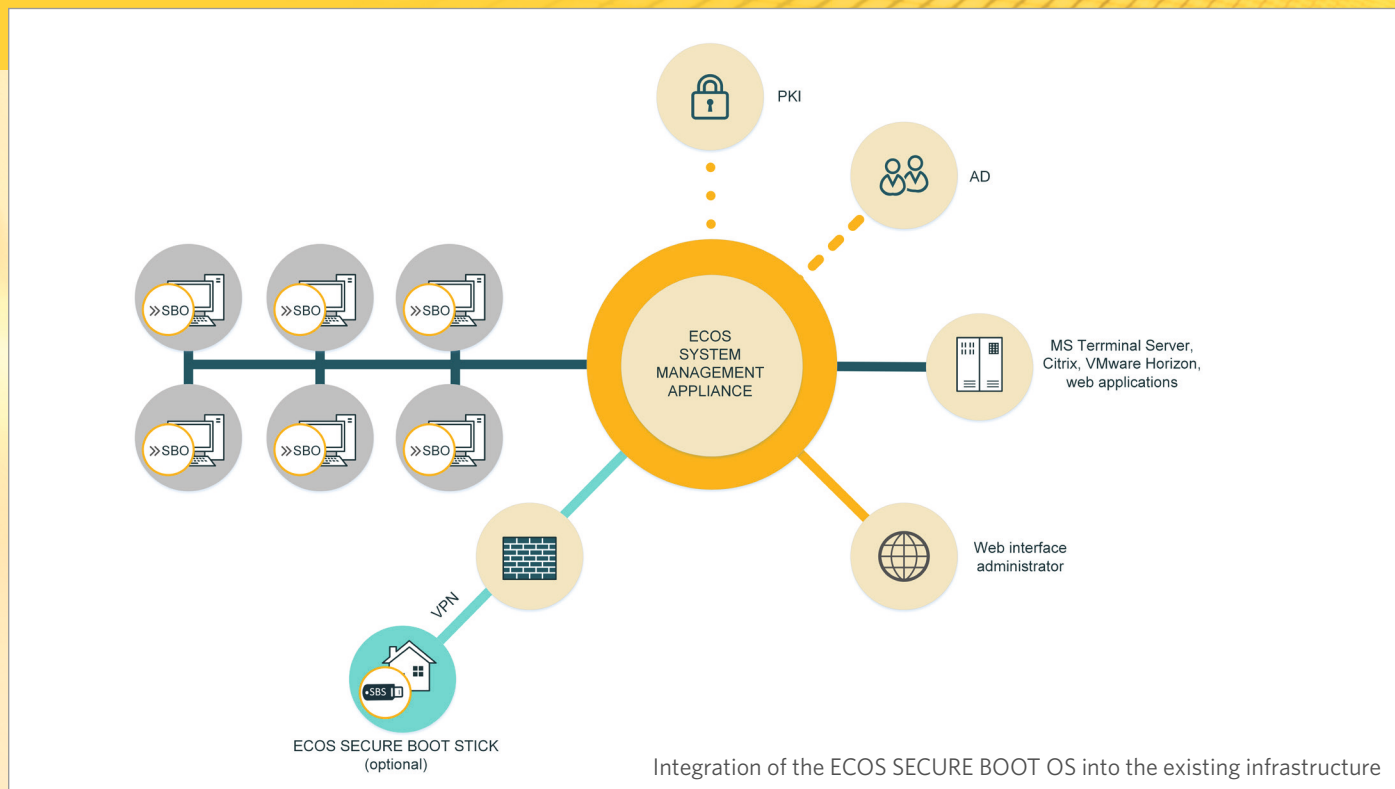 PKI
AD
»SBO
»SBO
»SBO
ECOS
SYSTEM
MANAGEMENT
APPLIANCE
MS Terrminal Server,
Citrix, VMware Horizon,
web applications
»SBO
»SBO
»SBO
Web interface
administrator
VPN
SBS
ECOS SECURE BOOT STICK
(optional)
Integration of the ECOS SECURE BOOT OS into the existing infrastructure